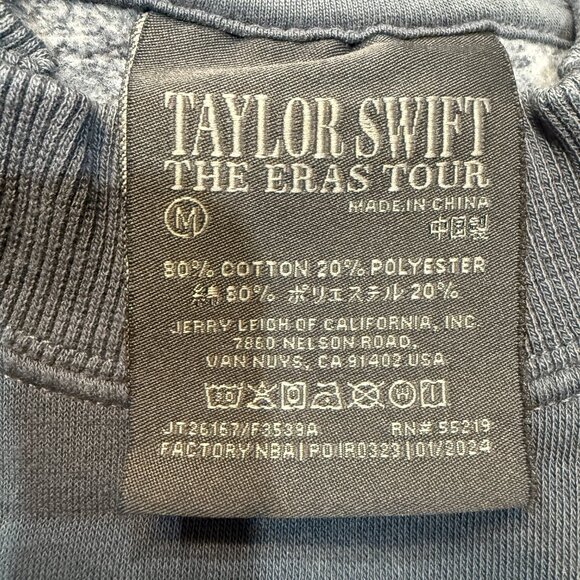 TAYLOR SWIFT
THE ERAS TOUR
M MADE IN CHINA
中国製
80% COTTON 20% POLYESTER
綿 80% ポリエステル 20%
JERRY LEIGH OF CALIFORNIA, INC.
7860 NELSON ROAD,
VAN NUYS, CA 91402 USA
JT26167/F3539A RN# 55219
FACTORY NBA|PO IR0323|01/2024